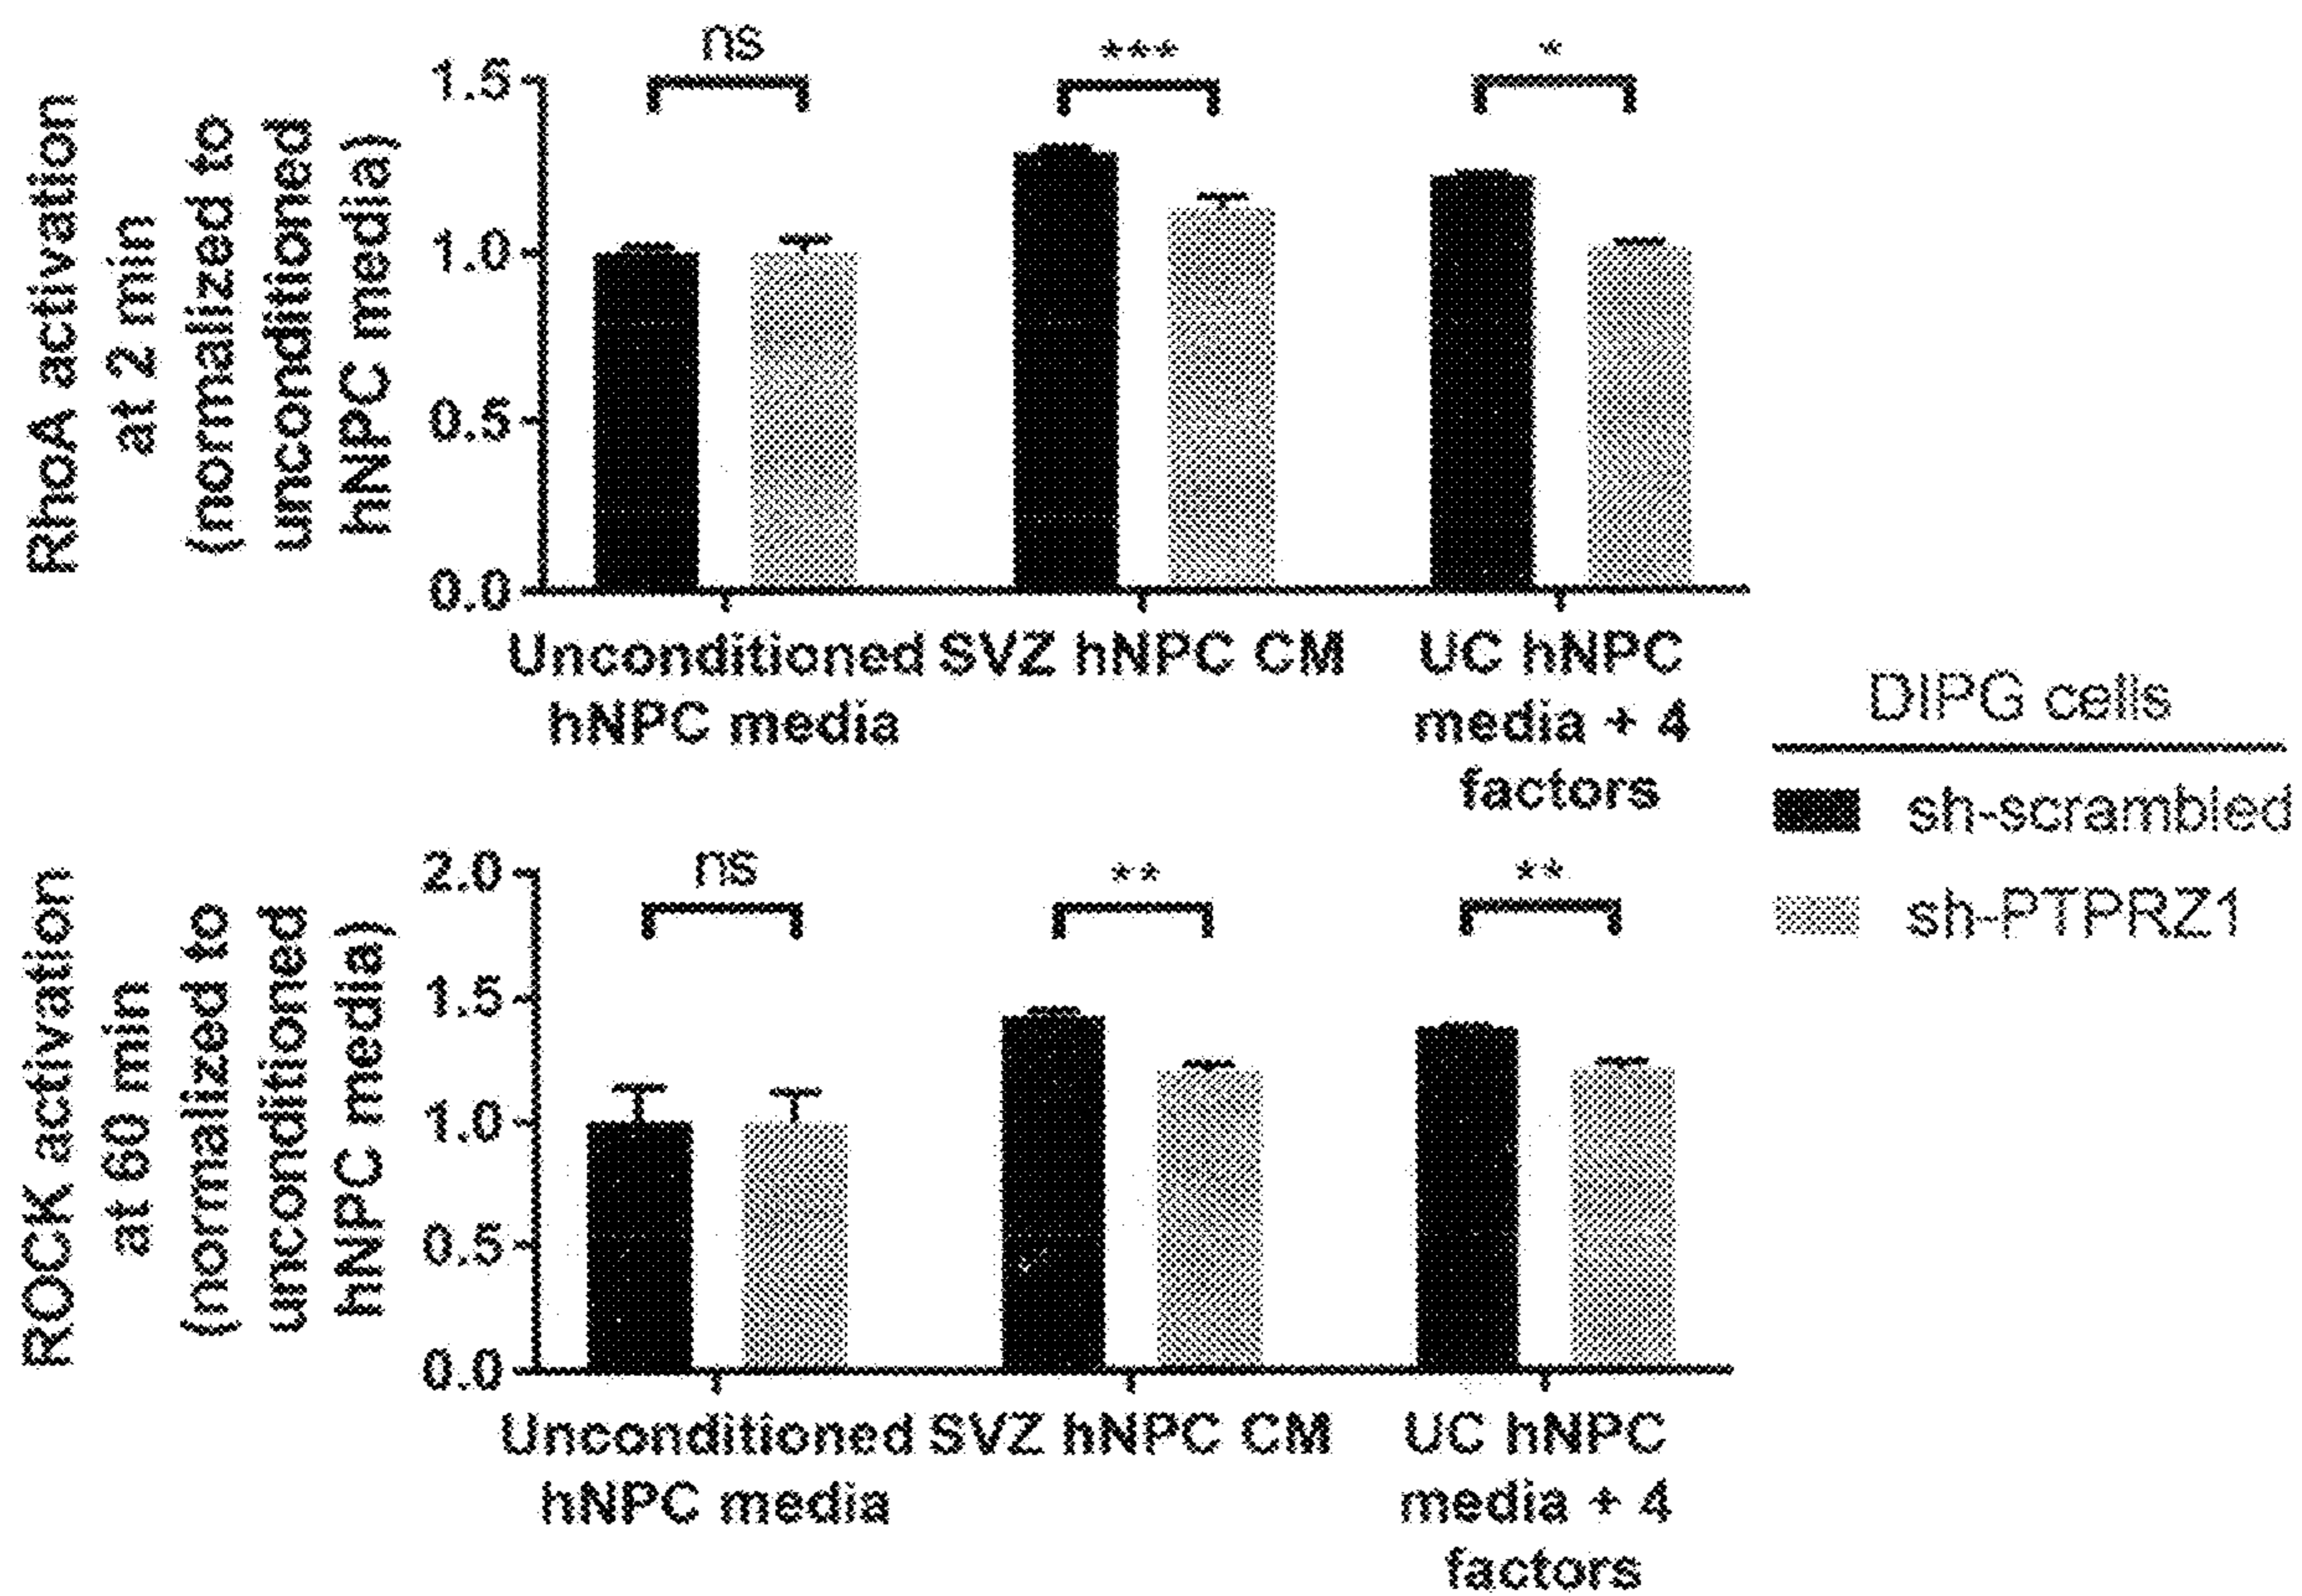 RhoA activation
at 2 min
(normalized to
unconditioned
hNPC media)
1.5
1.0
0.5
0.0
ns
***
*
Unconditioned SVZ hNPC CM UC hNPC
hNPC media media + 4
factors
DIPG cells
sh-scrambled
sh-PTPRZ1
ROCK activation
at 60 min
(normalized to
unconditioned
hNPC media)
2.0
1.5
1.0
0.5
0.0
ns
**
**
Unconditioned SVZ hNPC CM UC hNPC
hNPC media media + 4
factors